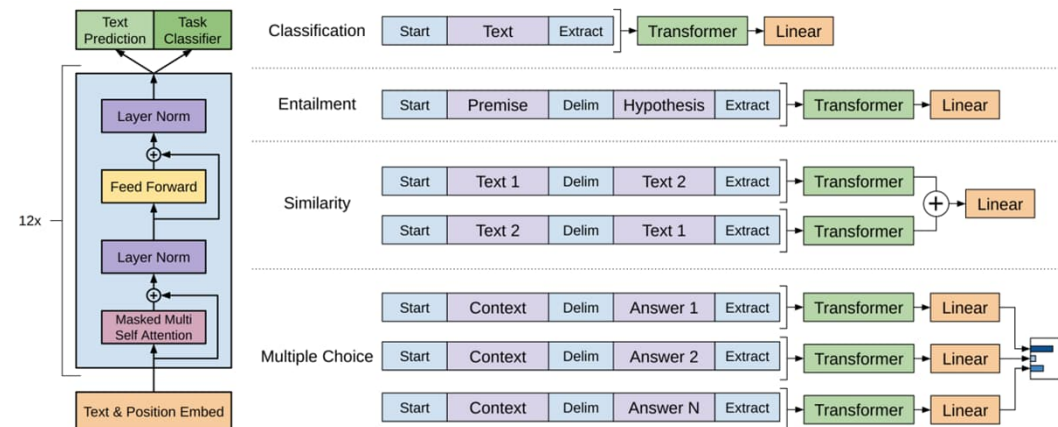 Text
Prediction
Task
Classifier
12x
Layer Norm
Feed Forward
Layer Norm
Masked Multi
Self Attention
Text & Position Embed
Classification
Start Text Extract Transformer Linear
Entailment
Start Premise Delim Hypothesis Extract Transformer Linear
Similarity
Start Text 1 Delim Text 2 Extract Transformer
Start Text 2 Delim Text 1 Extract Transformer
Linear
Multiple Choice
Start Context Delim Answer 1 Extract Transformer Linear
Start Context Delim Answer 2 Extract Transformer Linear
Start Context Delim Answer N Extract Transformer Linear